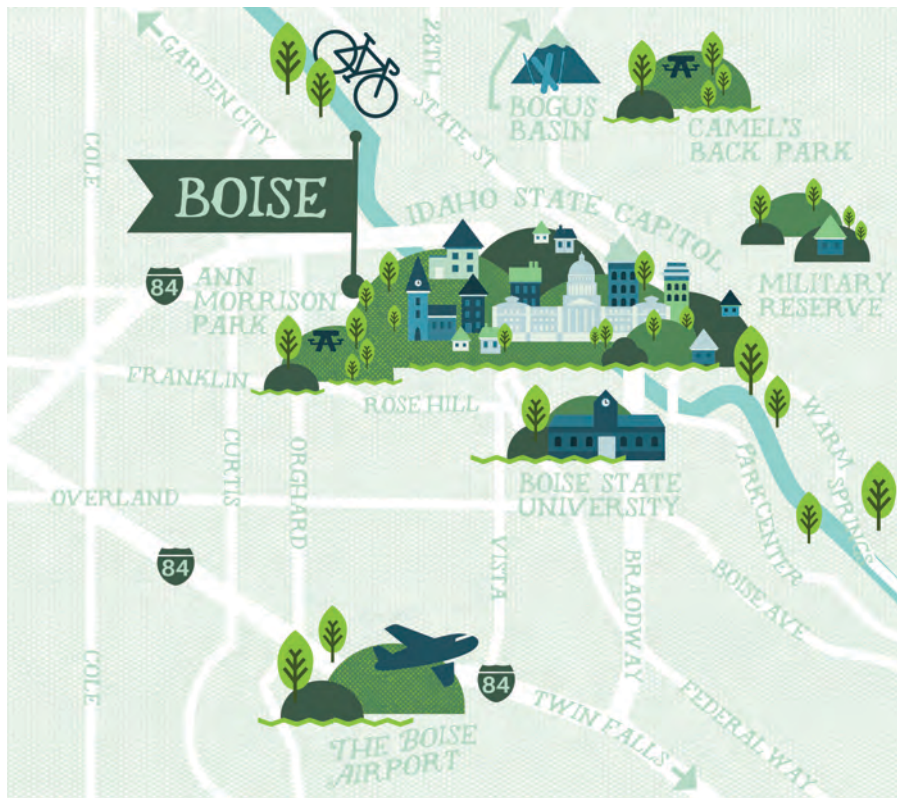 28TH
GARDEN CITY
STATE ST
BOGUS
BASIN
CAMEL'S
BACK PARK
COLE
BOISE
IDAHO STATE CAPITOL
84
ANN
MORRISON
PARK
MILITARY
RESERVE
FRANKLIN
ROSE HILL
WARM SPRINGS
CURTIS
ORGHARD
PARKCENTER
BOISE STATE
UNIVERSITY
OVERLAND
VISTA
BRAODWAY
BOISE AVE
84
COLE
84
TWIN FALLS
FEDERAL WAY
THE BOISE
AIRPORT